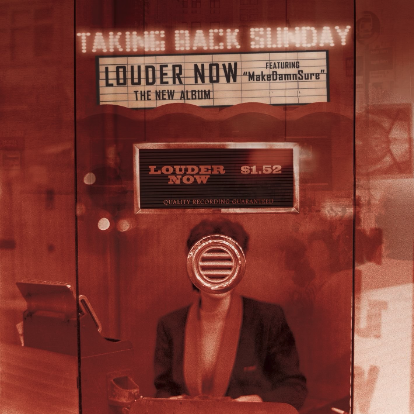 TAKING BACK SUNDAY
LOUDER NOW
FEATURING
"MakeDamnSure"
THE NEW ALBUM
LOUDER $1.52
NOW
QUALITY RECORDING GUARANTEED